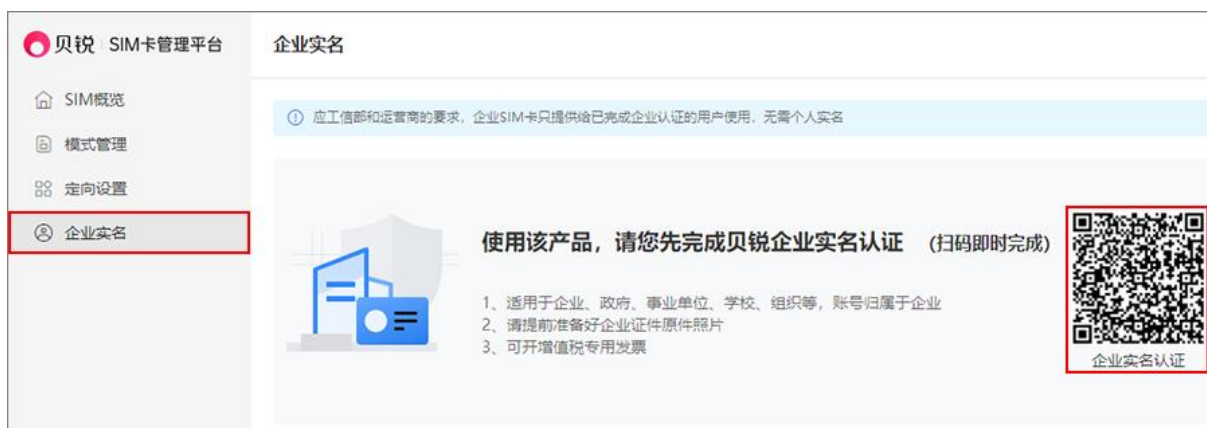 贝锐 SIM卡管理平台
企业实名
SIM概览
模式管理
定向设置
企业实名
应工信部和运营商的要求，企业SIM卡只提供给已完成企业认证的用户使用，无需个人实名
使用该产品，请您先完成贝锐企业实名认证 (扫码即时完成)
1、适用于企业、政府、事业单位、学校、组织等，账号归属于企业
2、请提前准备好企业证件原件照片
3、可开增值税专用发票
企业实名认证